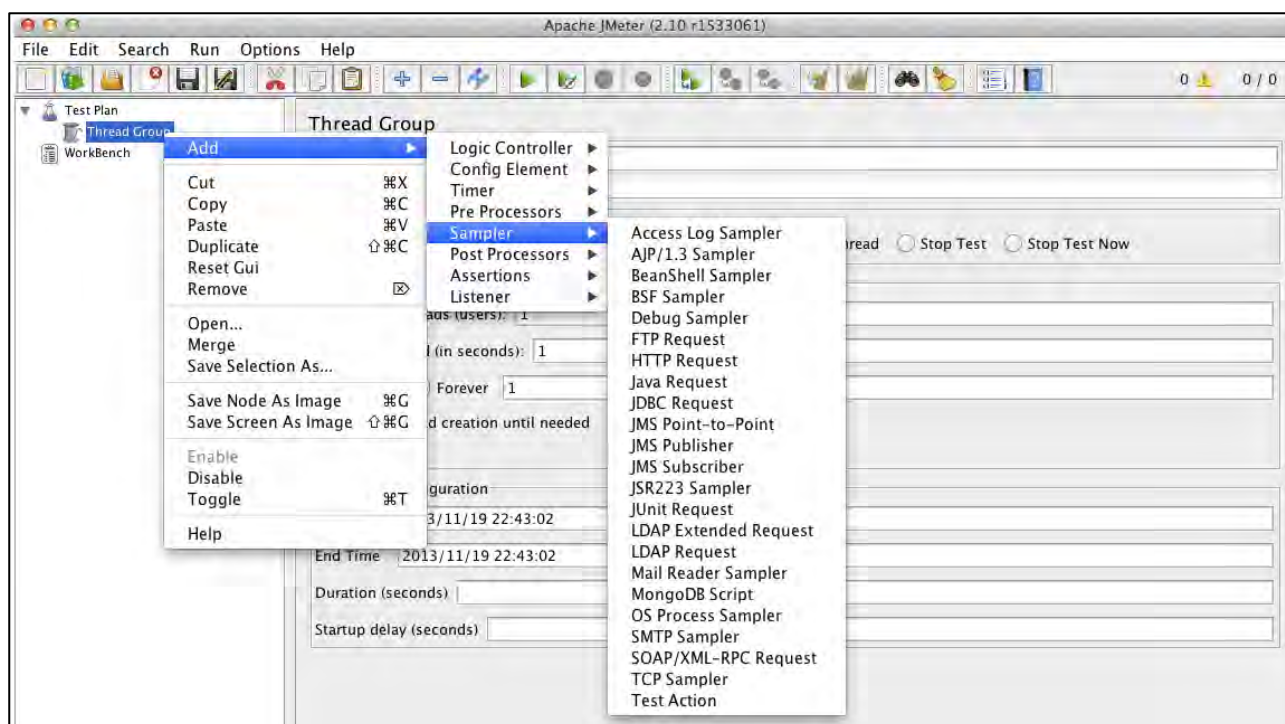 Apache JMeter (2.10 r1533061)
File Edit Search Run Options Help
0 0 / 0
Test Plan
Thread Group
WorkBench
Thread Group
Add
Cut ⌘X
Copy ⌘C
Paste ⌘V
Duplicate ⇧⌘C
Reset Gui
Remove ⌦
Open...
Merge
Save Selection As...
Save Node As Image ⌘G
Save Screen As Image ⇧⌘G
Enable
Disable
Toggle ⌘T
Help
Logic Controller
Config Element
Timer
Pre Processors
Sampler
Post Processors
Assertions
Listener
Access Log Sampler
AJP/1.3 Sampler
BeanShell Sampler
BSF Sampler
Debug Sampler
FTP Request
HTTP Request
Java Request
JDBC Request
JMS Point-to-Point
JMS Publisher
JMS Subscriber
JSR223 Sampler
JUnit Request
LDAP Extended Request
LDAP Request
Mail Reader Sampler
MongoDB Script
OS Process Sampler
SMTP Sampler
SOAP/XML-RPC Request
TCP Sampler
Test Action
Stop Test Stop Test Now
(users): 1
(in seconds): 1
Forever 1
creation until needed
/11/19 22:43:02
End Time 2013/11/19 22:43:02
Duration (seconds)
Startup delay (seconds)